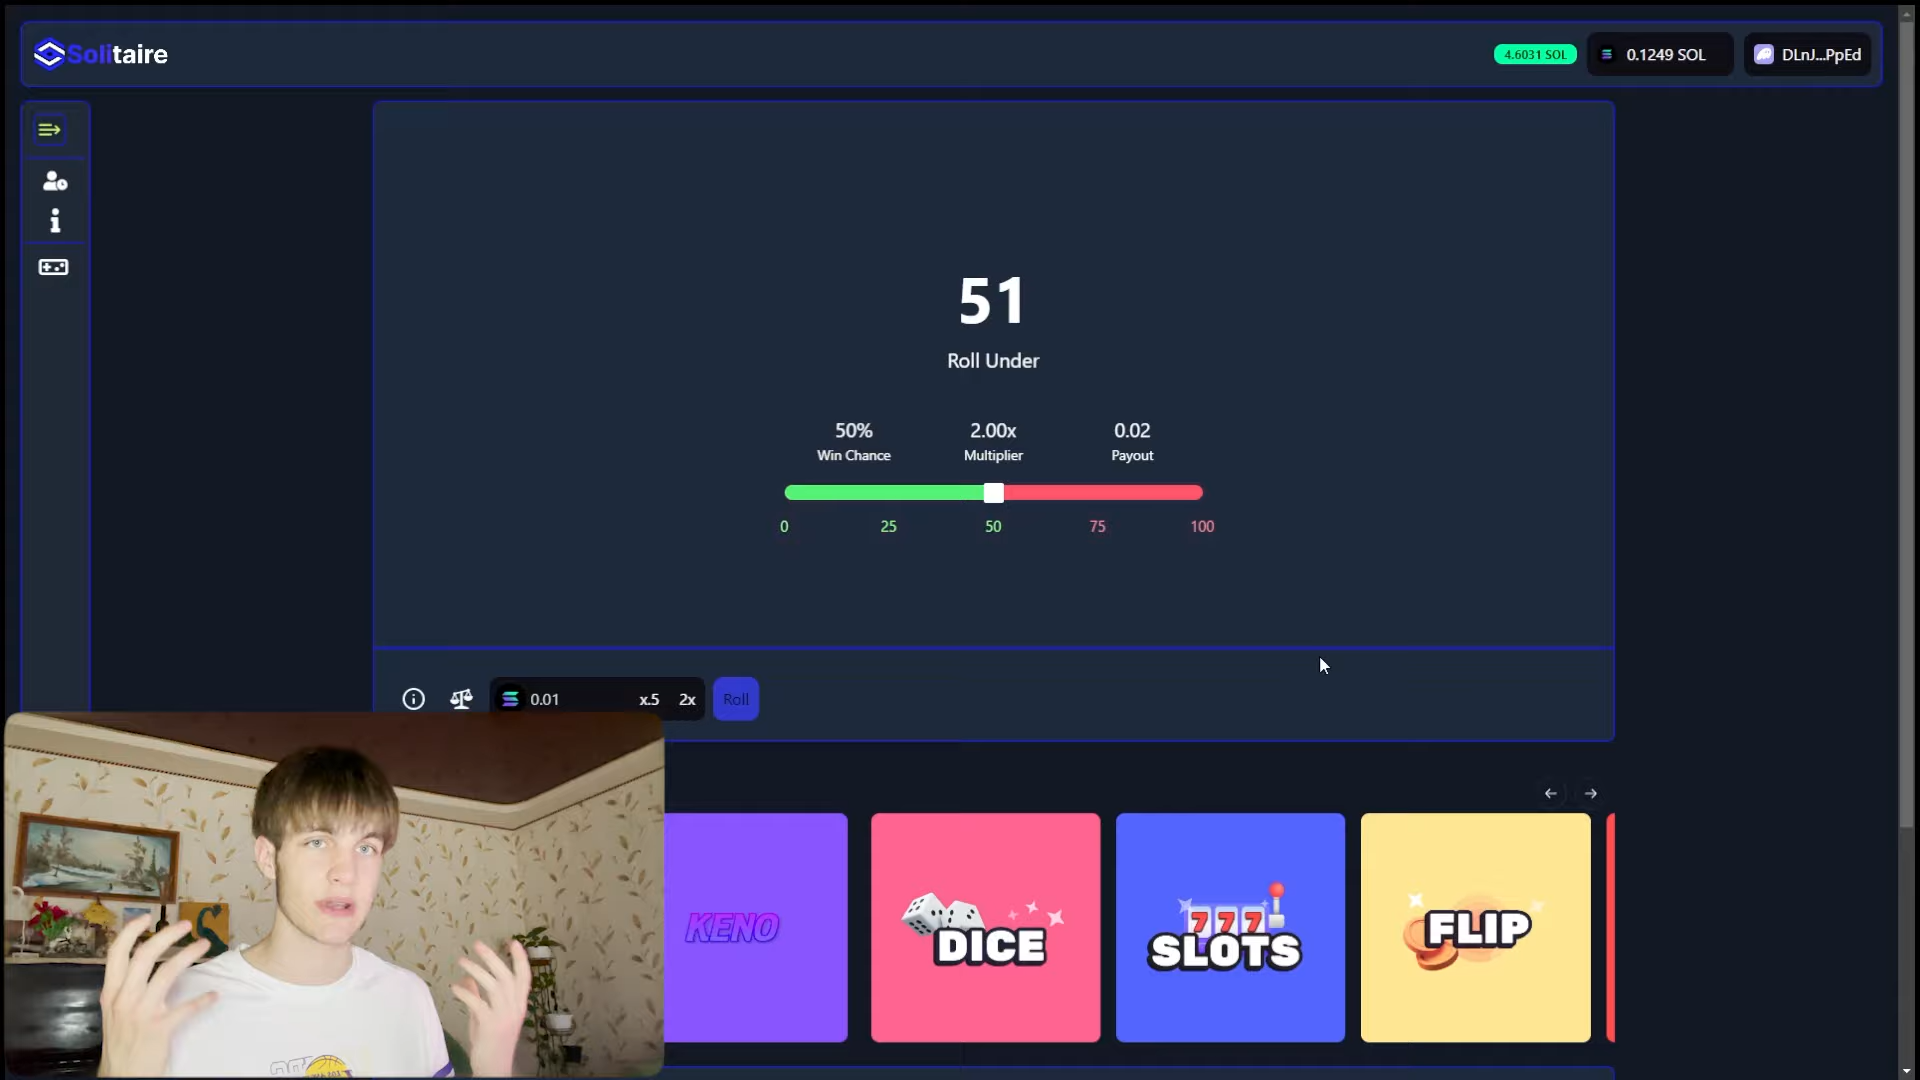 Solitaire
4.6031 SOL
0.1249 SOL
DLnJ...PpEd
51
Roll Under
50%
2.00x
0.02
Win Chance
Multiplier
Payout
0
25
50
75
100
0.01
x.5
2x
Roll
KENO
DICE
777
SLOTS
FLIP